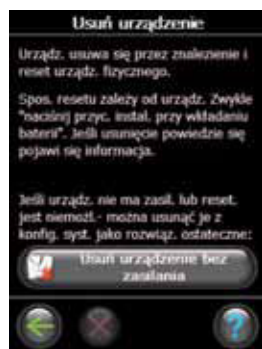 Usuń urządzenie
Urządz. usuwa się przez znalezienie i
reset urządz. fizycznego.
Spos. resetu zależy od urządz. Zwykle
"naciśnij przyc. instal. przy wkładaniu
baterii". Jeśli usunięcie powiedzie się
pojawi się informacja.
Jeśli urządz. nie ma zasil. lub reset.
jest niemożl.- można usunąć je z
konfig. syst. jako rozwiąz. ostateczne:
Usuń urządzenie bez
zasilania
?